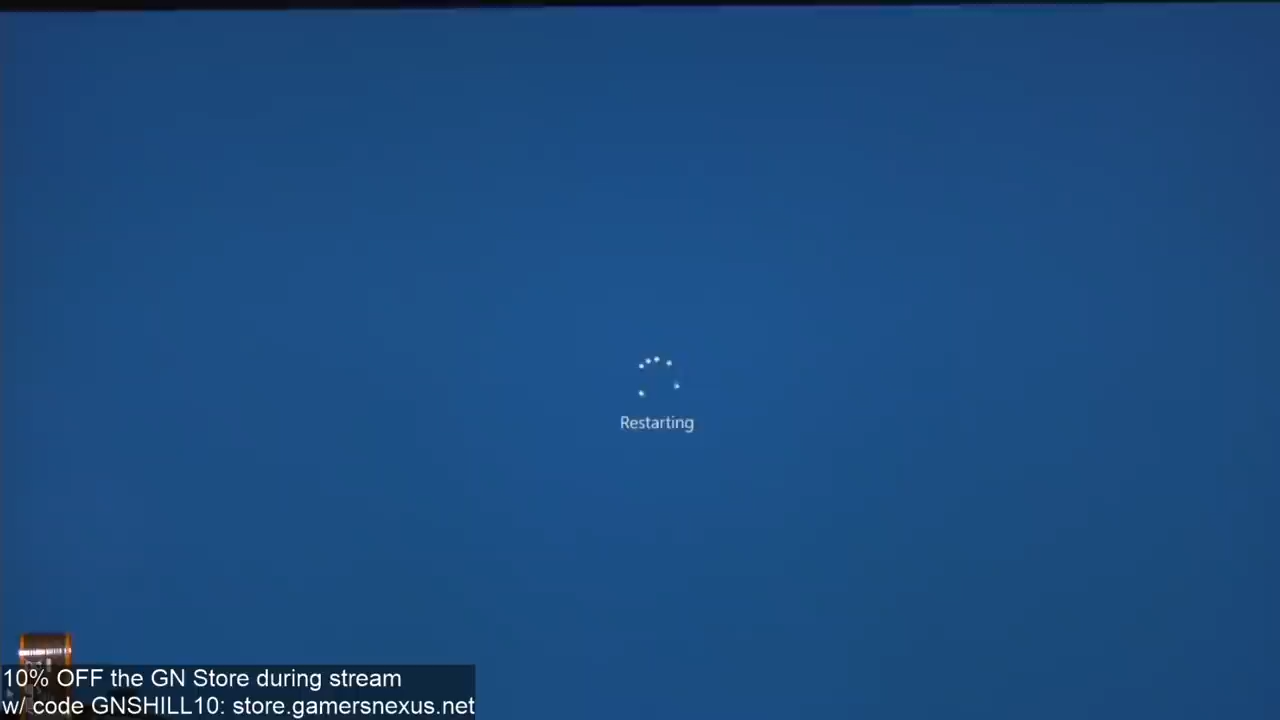 Restarting
10% OFF the GN Store during stream
w/ code GNSHILL10: store.gamersnexus.net